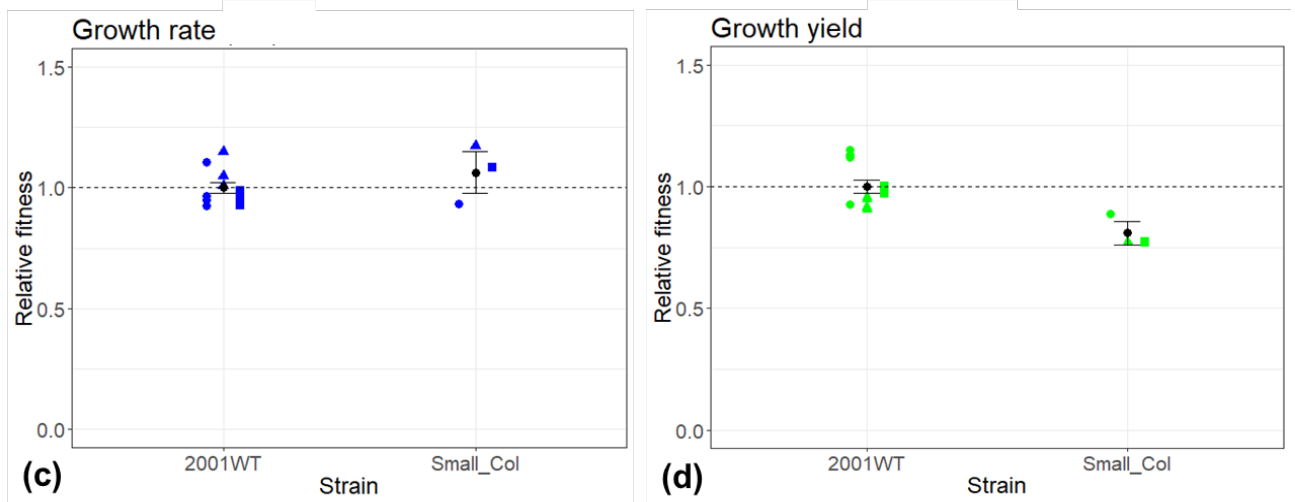 Growth rate
Relative fitness
1.5
1.0
0.5
0.0
2001WT
Small_Col
Strain
(c)
Growth yield
Relative fitness
1.5
1.0
0.5
0.0
2001WT
Small_Col
Strain
(d)